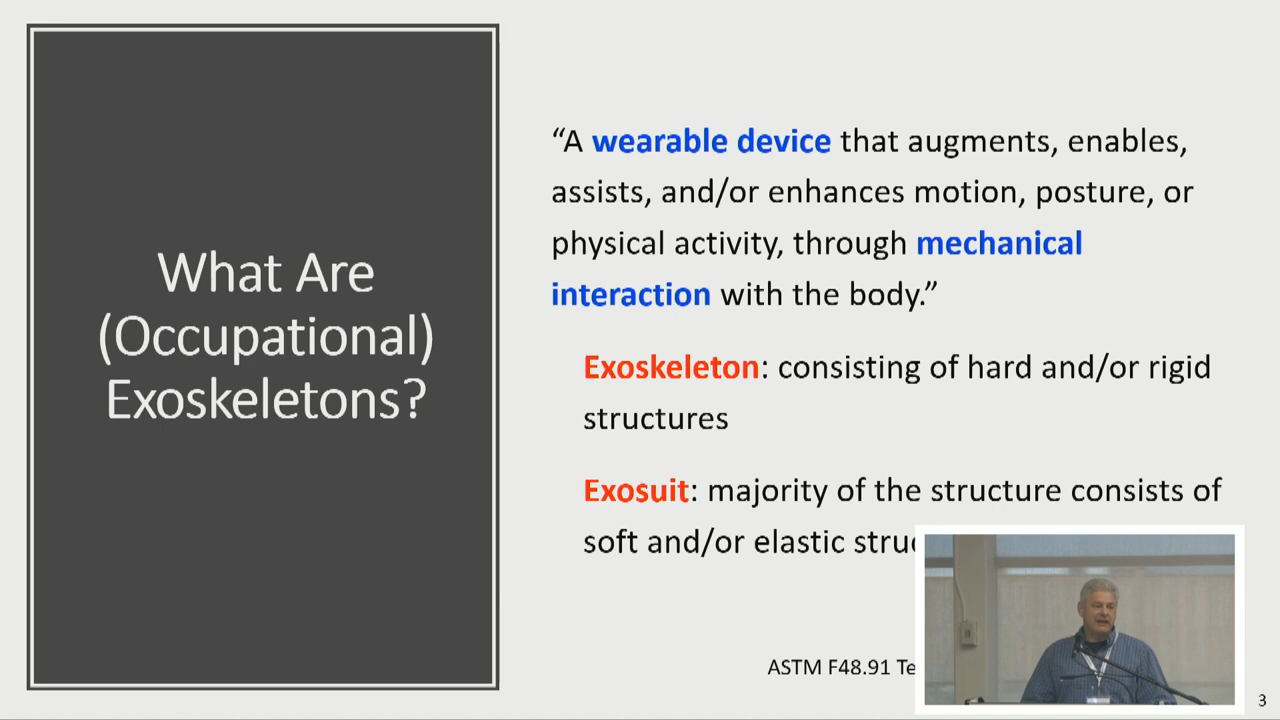 What Are
(Occupational)
Exoskeletons?
“A wearable device that augments, enables,
assists, and/or enhances motion, posture, or
physical activity, through mechanical
interaction with the body.”
Exoskeleton: consisting of hard and/or rigid
structures
Exosuit: majority of the structure consists of
soft and/or elastic
ASTM F48.91
3